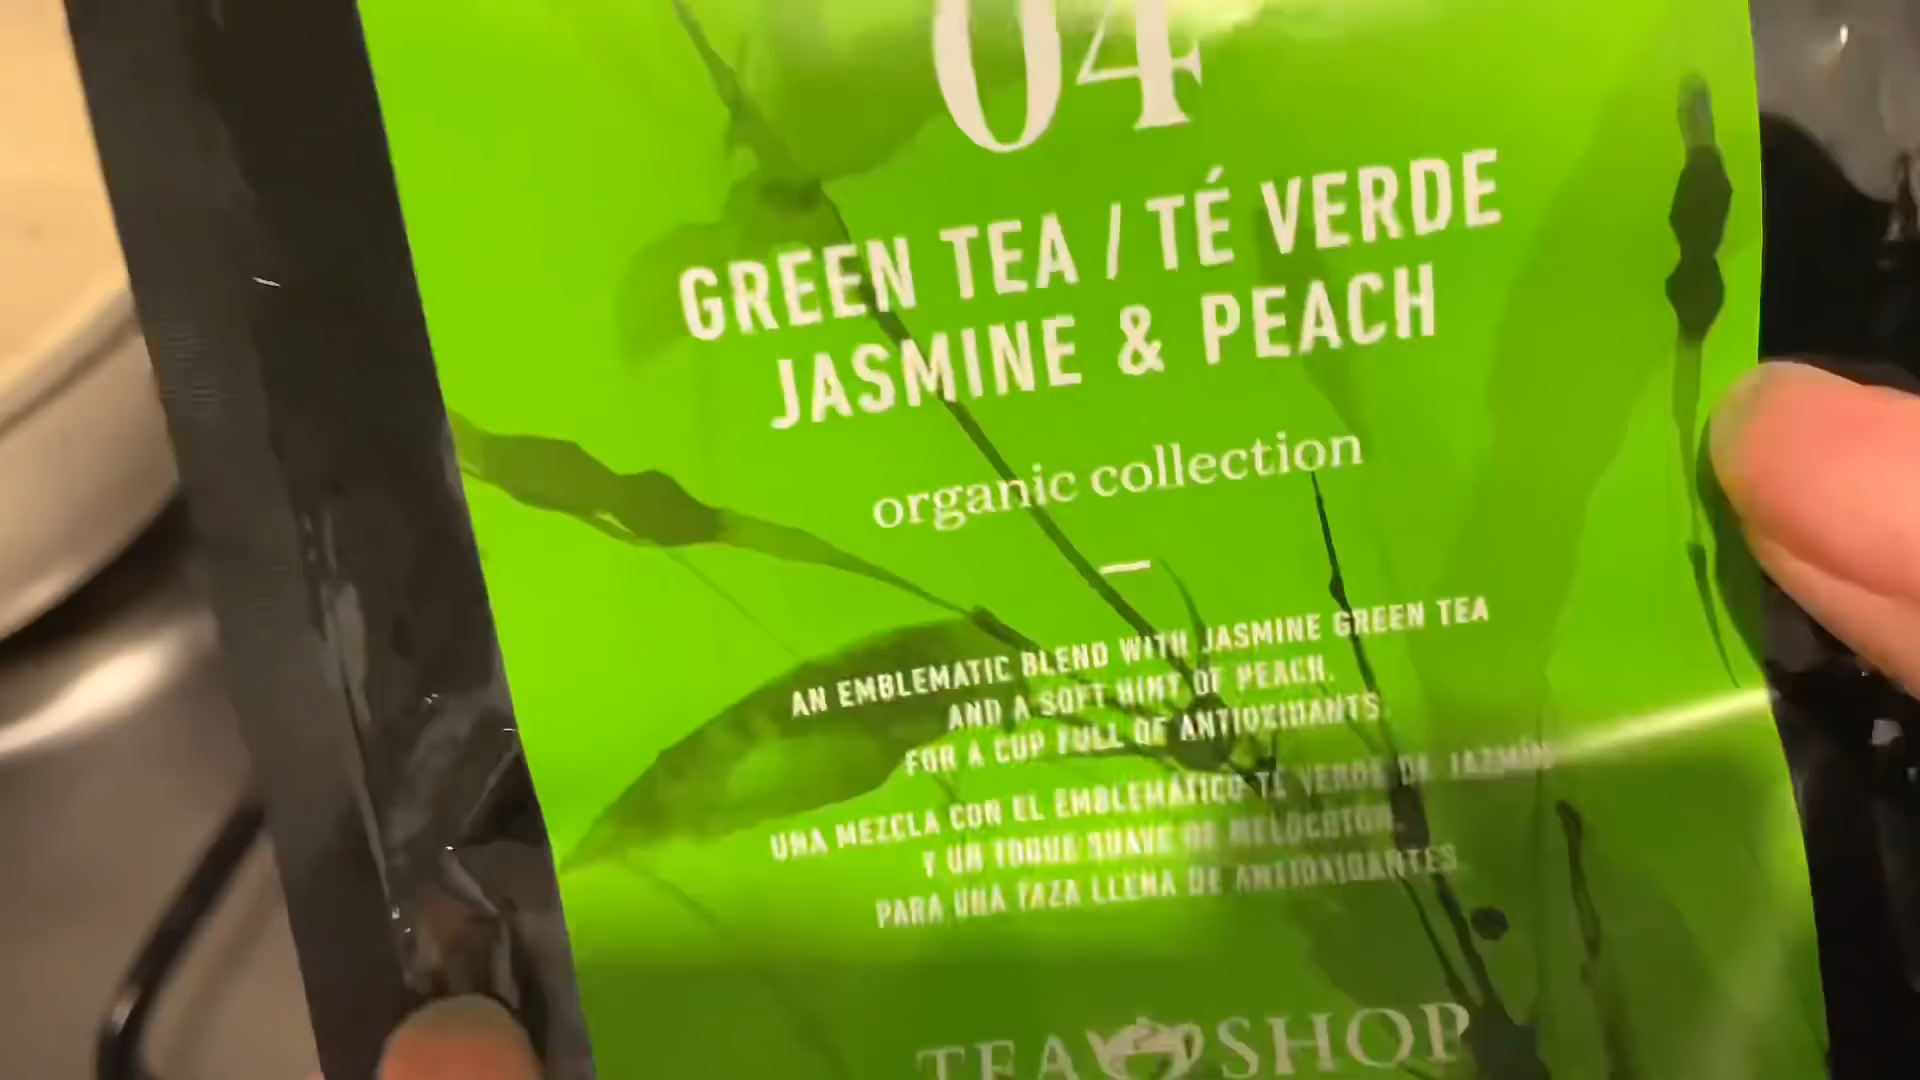 04
GREEN TEA / TÉ VERDE
JASMINE & PEACH
organic collection
AN EMBLEMATIC BLEND WITH JASMINE GREEN TEA
AND A SOFT HINT OF PEACH.
FOR A CUP FULL OF ANTIOXIDANTS.
UNA MEZCLA CON EL EMBLEMÁTICO TÉ VERDE DE JAZMÍN
Y UN TOQUE SUAVE DE MELOCOTÓN.
PARA UNA TAZA LLENA DE ANTIOXIDANTES.
TEA SHOP